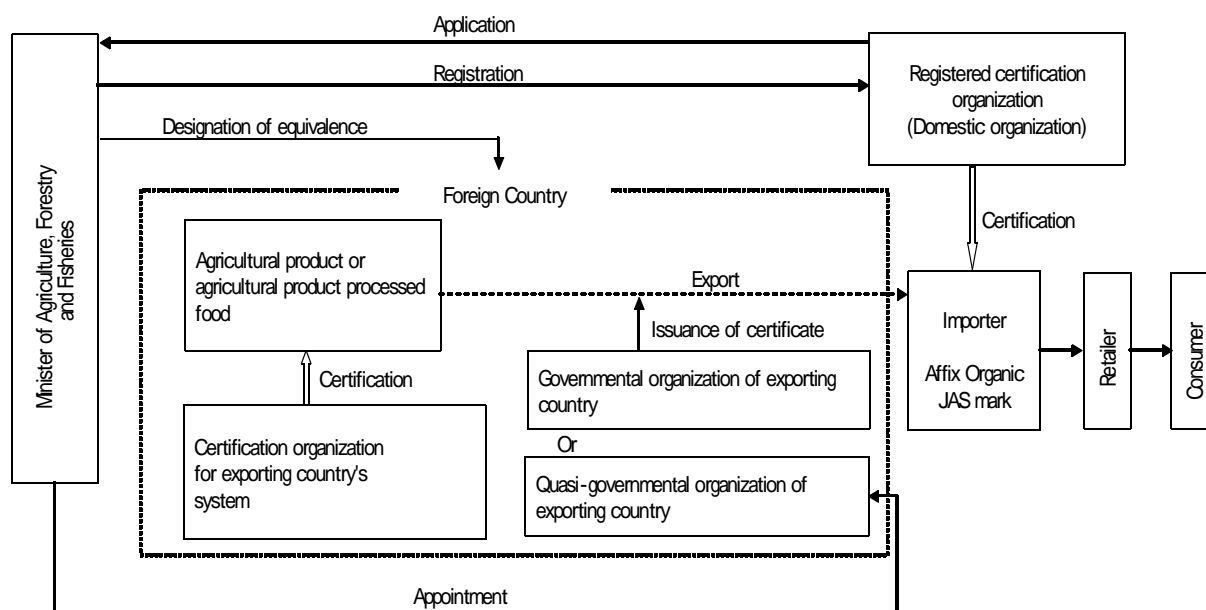 Application
Registration
Designation of equivalence
Minister of Agriculture, Forestry
and Fisheries
Registered certification
organization
(Domestic organization)
Foreign Country
Certification
Agricultural product or
agricultural product processed
food
Export
Issuance of certificate
Importer
Affix Organic
JAS mark
Retailer
Consumer
Certification
Governmental organization of exporting
country
Or
Certification organization
for exporting country's
system
Quasi-governmental organization of
exporting country
Appointment